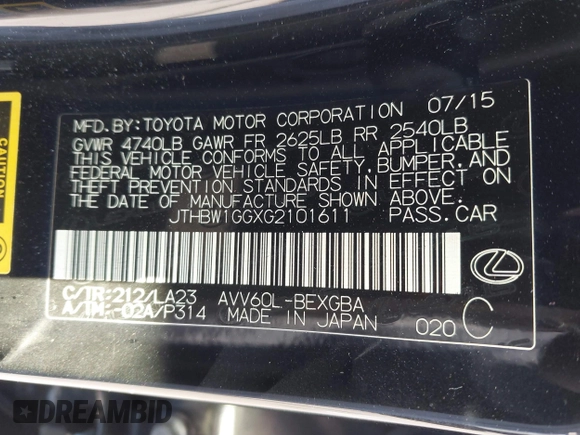 MFD.BY:TOYOTA MOTOR CORPORATION 07/15
GVWR 4740LB GAWR FR 2625LB RR 2540LB
THIS VEHICLE CONFORMS TO ALL APPLICABLE
FEDERAL MOTOR VEHICLE SAFETY,BUMPER,AND
THEFT PREVENTION STANDARDS IN EFFECT ON
THE DATE OF MANUFACTURE SHOWN ABOVE.
JTHBW1GGXG2101611 PASS.CAR
C/TR:212/LA23 AVV60L-BEXGBA
A/TM:-02A/P314 MADE IN JAPAN 020 C
CAUTION
DREAMBID